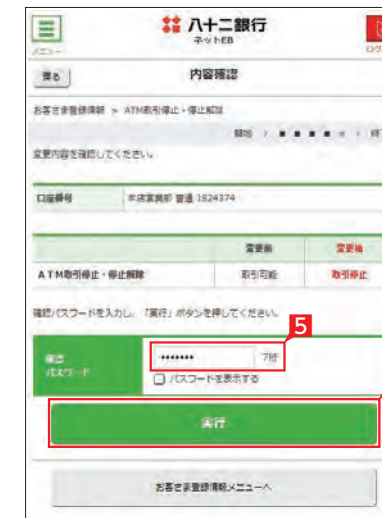 八十二銀行
ネットEB
メニュー
戻る
内容確認
お客さま登録情報 > ATM取引停止・停止解除
開始
変更内容を確認してください。
口座番号
本店営業部 普通 1824374
変更前
変更後
ATM取引停止・停止解除
取引可能
取引停止
確認パスワードを入力し、「実行」ボタンを押してください。
5
確認
パスワード
•••••••
7桁
パスワードを表示する
実行
お客さま登録情報メニューへ